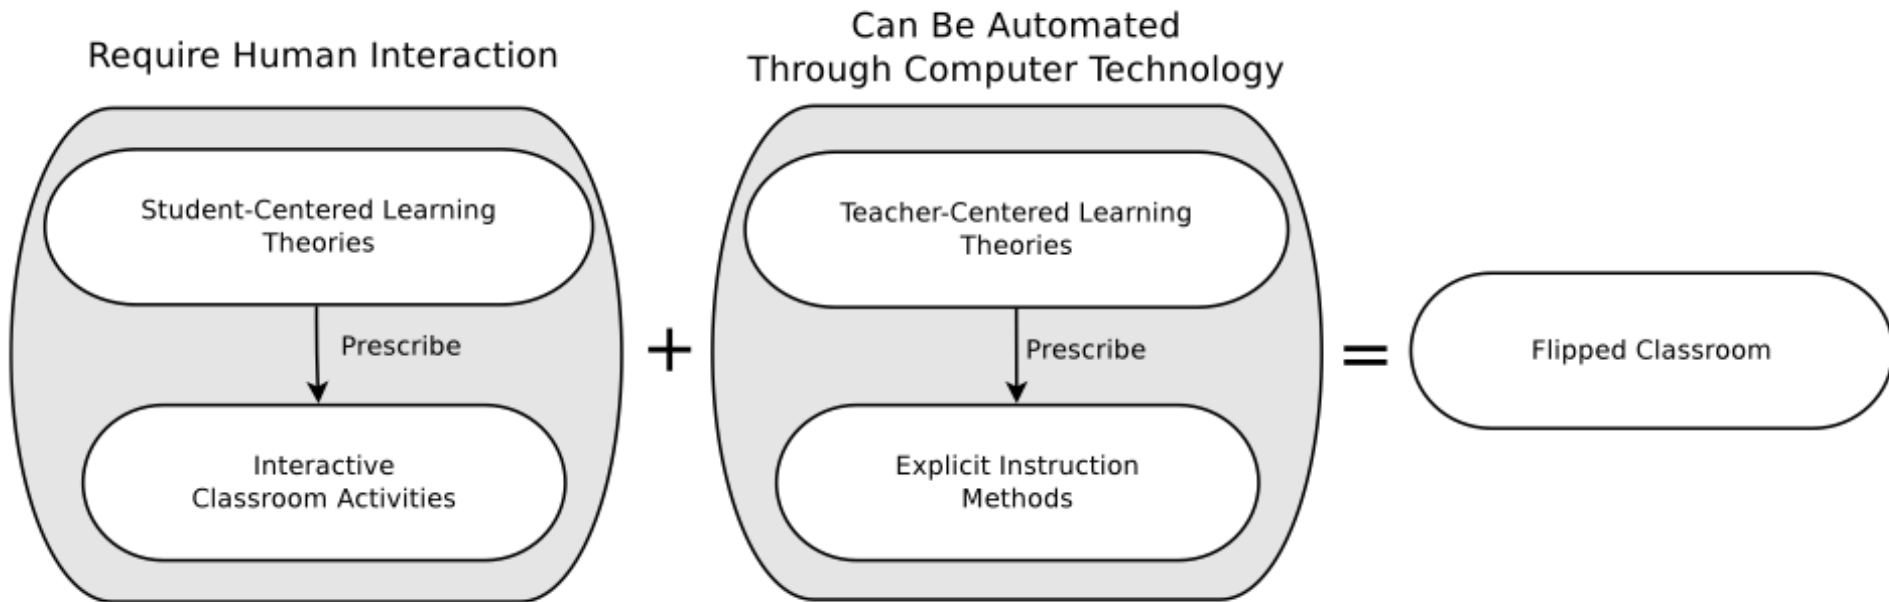 Require Human Interaction
Can Be Automated
Through Computer Technology
Student-Centered Learning
Theories
Prescribe
Interactive
Classroom Activities
+
Teacher-Centered Learning
Theories
Prescribe
Explicit Instruction
Methods
=
Flipped Classroom